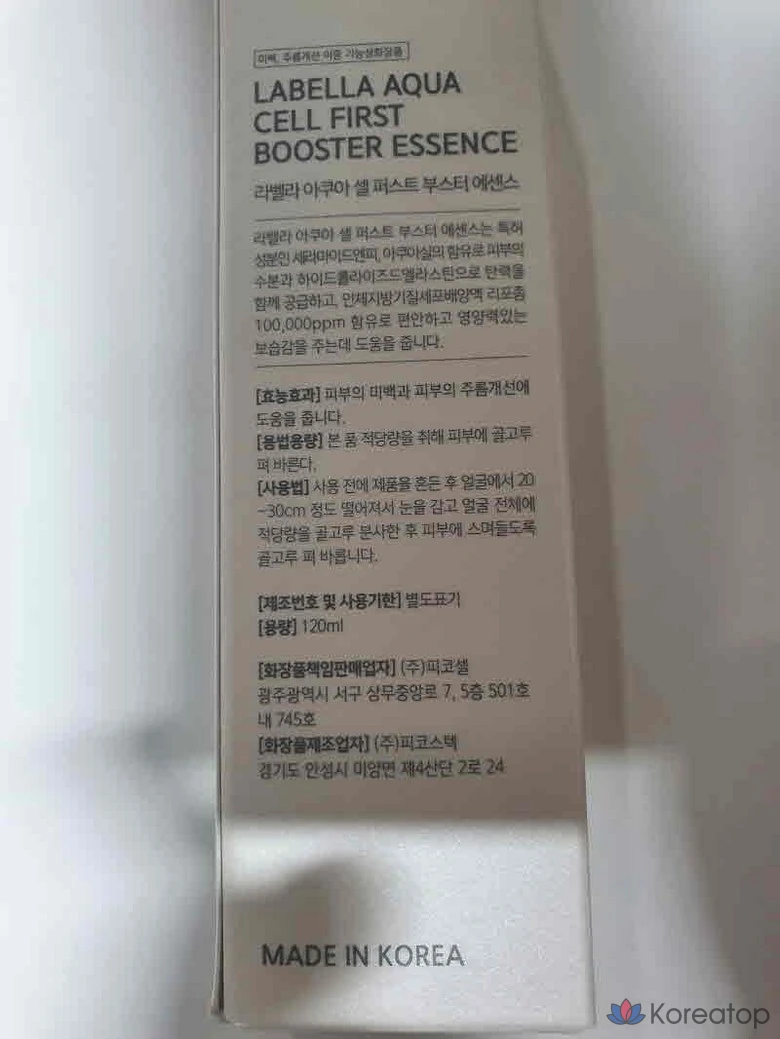 미백, 주름개선 이중 기능성화장품
LABELLA AQUA
CELL FIRST
BOOSTER ESSENCE
라벨라 아쿠아 셀 퍼스트 부스터 에센스
라벨라 아쿠아 셀 퍼스트 부스터 에센스는 특허
성분인 세라마이드엔피, 아쿠아실의 함유로 피부의
수분과 하이드롤라이즈드엘라스틴으로 탄력을
함께 공급하고, 인체지방기질세포배양액 리포좀
100,000ppm 함유로 편안하고 영양력있는
보습감을 주는데 도움을 줍니다.
[효능효과] 피부의 미백과 피부의 주름개선에
도움을 줍니다.
[용법용량] 본 품 적당량을 취해 피부에 골고루
펴 바른다.
[사용법] 사용 전에 제품을 흔든 후 얼굴에서 20
-30cm 정도 떨어져서 눈을 감고 얼굴 전체에
적당량을 골고루 분사한 후 피부에 스며들도록
골고루 펴 바릅니다.
[제조번호 및 사용기한] 별도표기
[용량] 120ml
[화장품책임판매업자] (주)피코셀
광주광역시 서구 상무중앙로 7, 5층 501호
내 745호
[화장품제조업자] (주)피코스텍
경기도 안성시 미양면 제4산단 2로 24
MADE IN KOREA
Koreatop